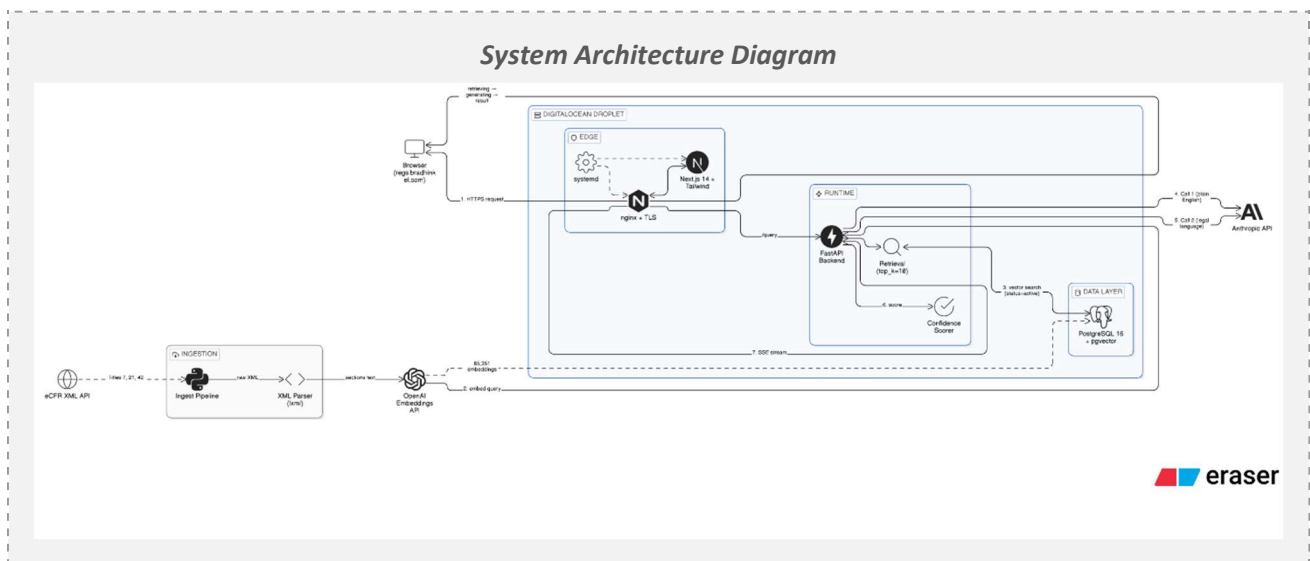 System Architecture Diagram
retrieving →
generating →
result
DIGITALOCEAN DROPLET
EDGE
Browser
(regs.bradhink
el.com)
systemd
Next.js 14 +
Tailwind
1. HTTPS request
nginx + TLS
RUNTIME
/query
FastAPI
Backend
Retrieval
(top_k=10)
4. Call 1 (plain
English)
5. Call 2 (legal
language)
Anthropic API
3. vector search
(status=active)
DATA LAYER
PostgreSQL 16
+ pgvector
6. score
Confidence
Scorer
7. SSE stream
INGESTION
eCFR XML API
Titles 7, 21, 42
Ingest Pipeline
raw XML
XML Parser
(lxml)
sections text
OpenAI
Embeddings
API
embeddings
2. embed query
eraser